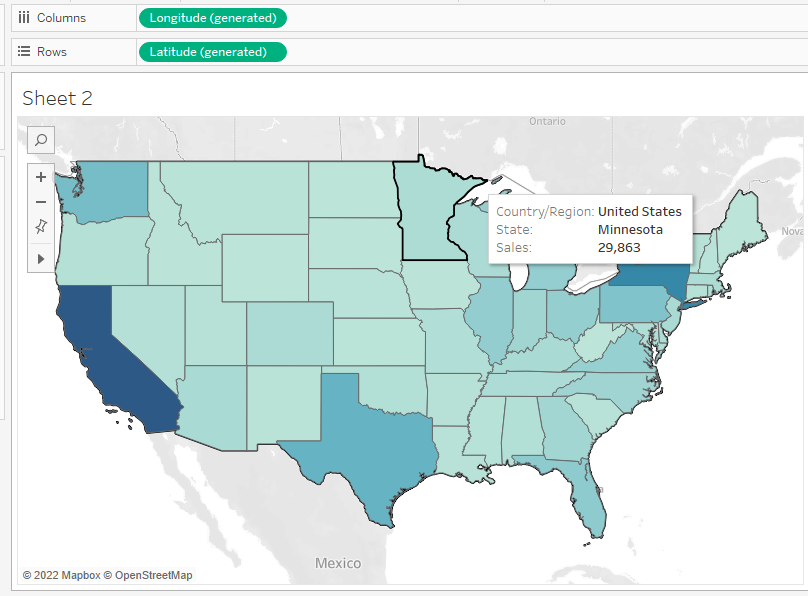 Columns
Longitude (generated)
Rows
Latitude (generated)
Sheet 2
Ontario
Country/Region: United States
State: Minnesota
Sales: 29,863
Nova
Mexico
© 2022 Mapbox © OpenStreetMap